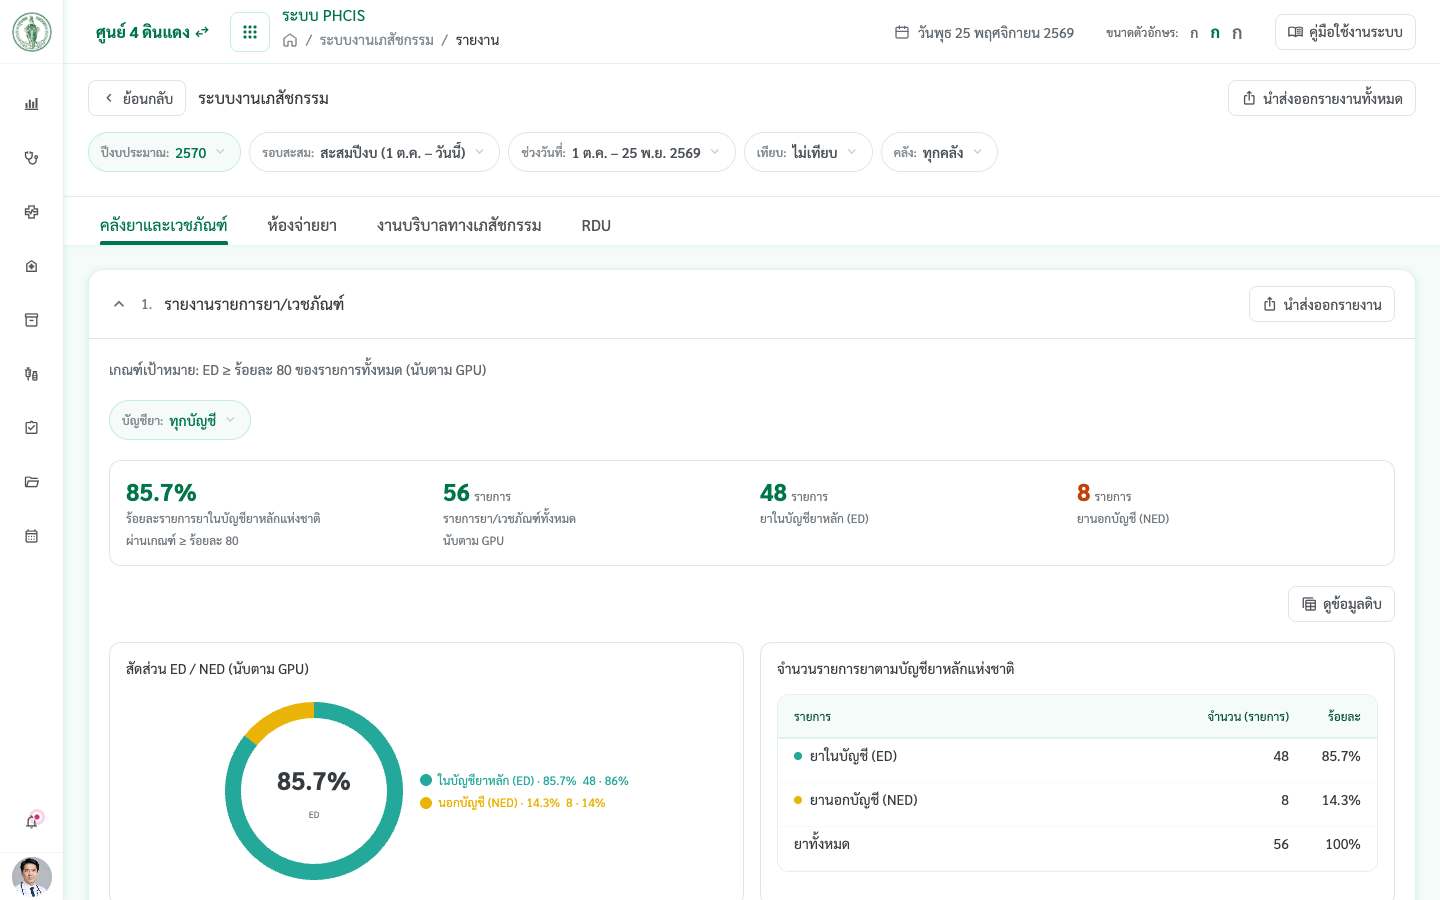 ศูนย์ 4 ดินแดง
ระบบ PHCIS
/ ระบบงานเภสัชกรรม / รายงาน
วันพุธ 25 พฤศจิกายน 2569
ขนาดตัวอักษร: ก ก ก
คู่มือใช้งานระบบ
ย้อนกลับ
ระบบงานเภสัชกรรม
นำส่งออกรายงานทั้งหมด
ปีงบประมาณ: 2570
รอบสะสม: สะสมปีงบ (1 ต.ค. – วันนี้)
ช่วงวันที่: 1 ต.ค. – 25 พ.ย. 2569
เทียบ: ไม่เทียบ
คลัง: ทุกคลัง
คลังยาและเวชภัณฑ์
ห้องจ่ายยา
งานบริบาลทางเภสัชกรรม
RDU
1. รายงานรายการยา/เวชภัณฑ์
นำส่งออกรายงาน
เกณฑ์เป้าหมาย: ED ≥ ร้อยละ 80 ของรายการทั้งหมด (นับตาม GPU)
บัญชียา: ทุกบัญชี
85.7%
ร้อยละรายการยาในบัญชียาหลักแห่งชาติ
ผ่านเกณฑ์ ≥ ร้อยละ 80
56 รายการ
รายการยา/เวชภัณฑ์ทั้งหมด
นับตาม GPU
48 รายการ
ยาในบัญชียาหลัก (ED)
8 รายการ
ยานอกบัญชี (NED)
ดูข้อมูลดิบ
สัดส่วน ED / NED (นับตาม GPU)
85.7%
ED
ในบัญชียาหลัก (ED) · 85.7% 48 · 86%
นอกบัญชี (NED) · 14.3% 8 · 14%
จำนวนรายการยาตามบัญชียาหลักแห่งชาติ
รายการ จำนวน (รายการ) ร้อยละ
ยาในบัญชี (ED) 48 85.7%
ยานอกบัญชี (NED) 8 14.3%
ยาทั้งหมด 56 100%